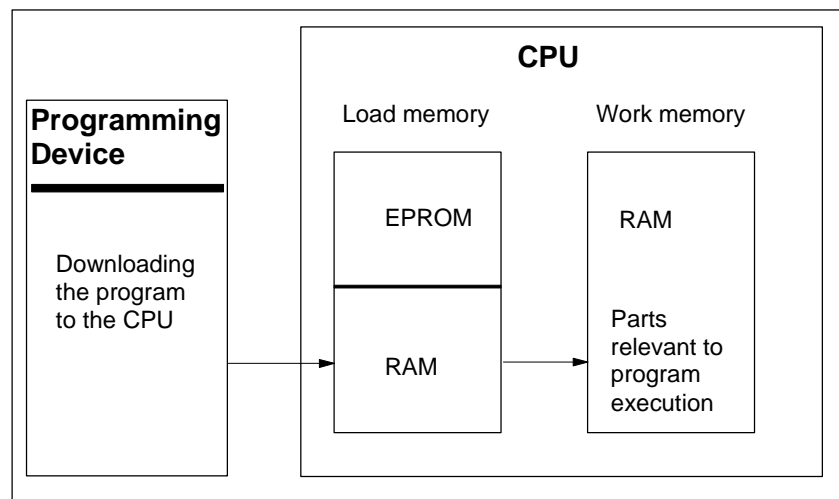 CPU
Programming
Device
Downloading
the program
to the CPU
Load memory
EPROM
RAM
Work memory
RAM
Parts
relevant to
program
execution